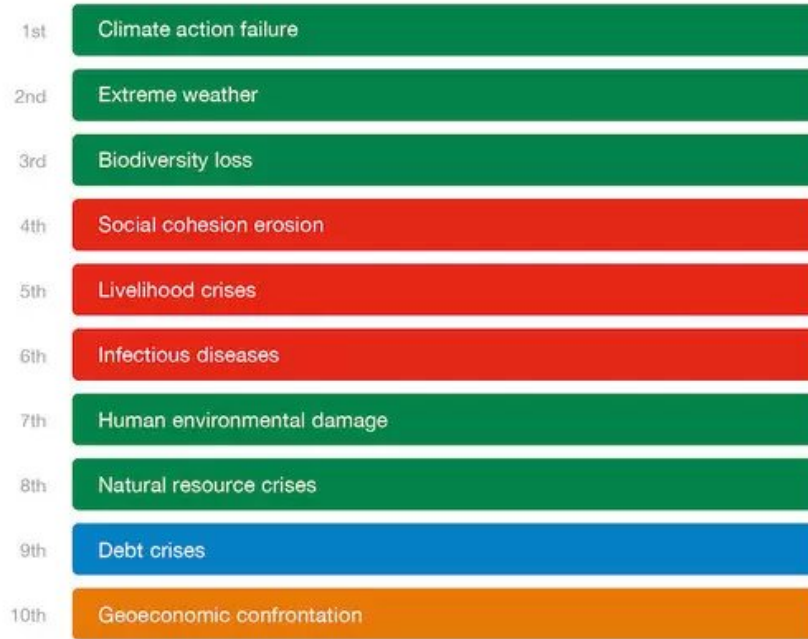 1st Climate action failure
2nd Extreme weather
3rd Biodiversity loss
4th Social cohesion erosion
5th Livelihood crises
6th Infectious diseases
7th Human environmental damage
8th Natural resource crises
9th Debt crises
10th Geoeconomic confrontation